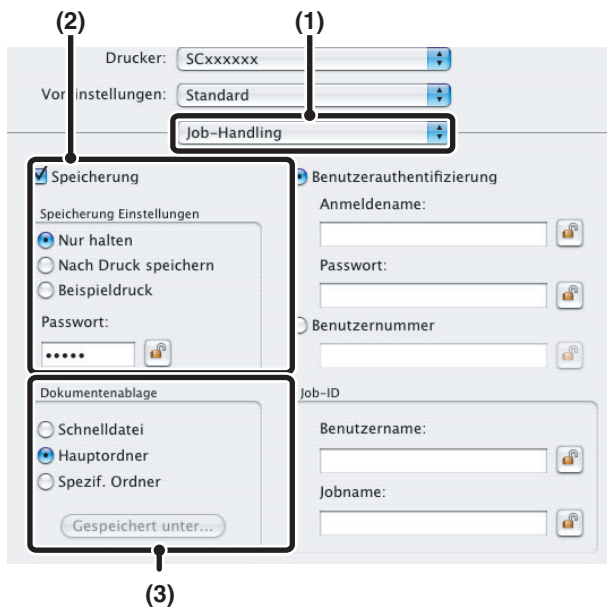 (2) (1)
Drucker: SCxxxxxx
Voreinstellungen: Standard
Job-Handling
Speicherung
Speicherung Einstellungen
Nur halten
Nach Druck speichern
Beispieldruck
Passwort:
•••••
Benutzerauthentifizierung
Anmeldename:
Passwort:
Benutzernummer
Dokumentenablage
Schnelldatei
Hauptordner
Spezif. Ordner
Gespeichert unter...
Job-ID
Benutzername:
Jobname:
(3)